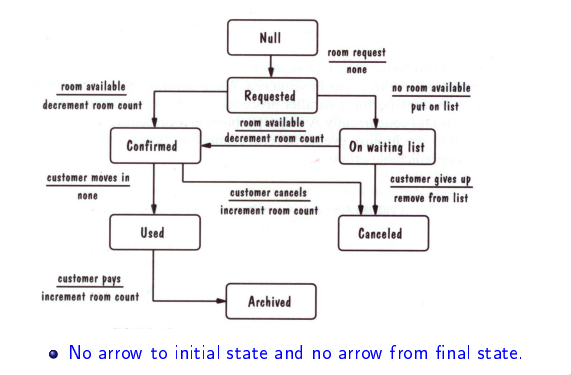 Null
room request
none
room available
decrement room count
Requested
no room available
put on list
room available
decrement room count
Confirmed
On waiting list
customer moves in
none
customer cancels
increment room count
customer gives up
remove from list
Used
Canceled
customer pays
increment room count
Archived
No arrow to initial state and no arrow from final state.